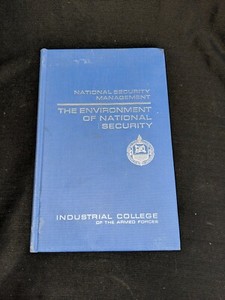 NATIONAL SECURITY
MANAGEMENT
THE ENVIRONMENT
OF NATIONAL
SECURITY
INDUSTRIAL COLLEGE
OF THE ARMED FORCES